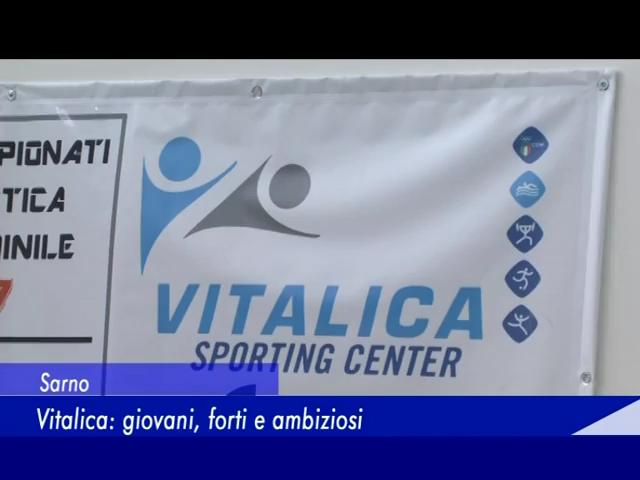 PIONATI
TICA
INILE
VITALICA
SPORTING CENTER
Sarno
Vitalica: giovani, forti e ambiziosi